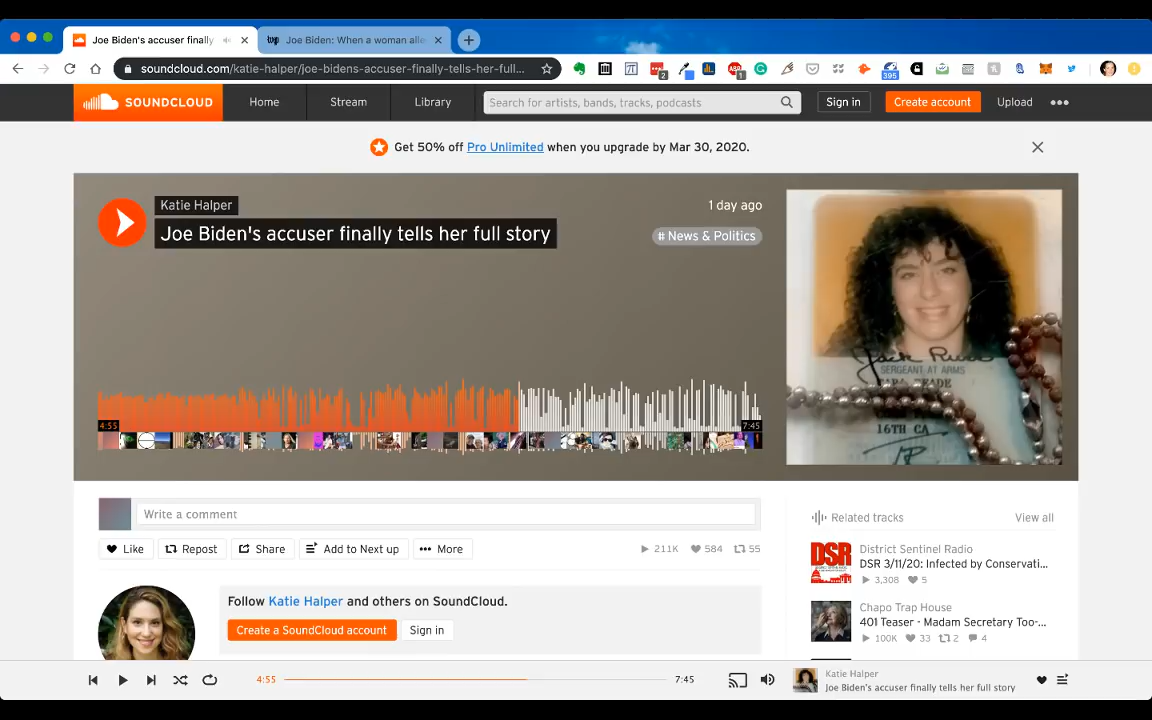 Joe Biden's accuser finally
Joe Biden: When a woman alle
soundcloud.com/katie-halper/joe-bidens-accuser-finally-tells-her-full...
2
1
395
SOUNDCLOUD
Home
Stream
Library
Search for artists, bands, tracks, podcasts
Sign in
Create account
Upload
Get 50% off Pro Unlimited when you upgrade by Mar 30, 2020.
Katie Halper
1 day ago
Joe Biden's accuser finally tells her full story
# News & Politics
4:55
7:45
SERGEANT AT ARMS
TARA READE
16TH CA
Write a comment
Like
Repost
Share
Add to Next up
More
211K
584
55
Related tracks
View all
DSR
District Sentinel Radio
DSR 3/11/20: Infected by Conservati...
3,308
5
Chapo Trap House
401 Teaser - Madam Secretary Too-...
100K
33
2
4
Follow Katie Halper and others on SoundCloud.
Create a SoundCloud account
Sign in
4:55
7:45
Katie Halper
Joe Biden's accuser finally tells her full story